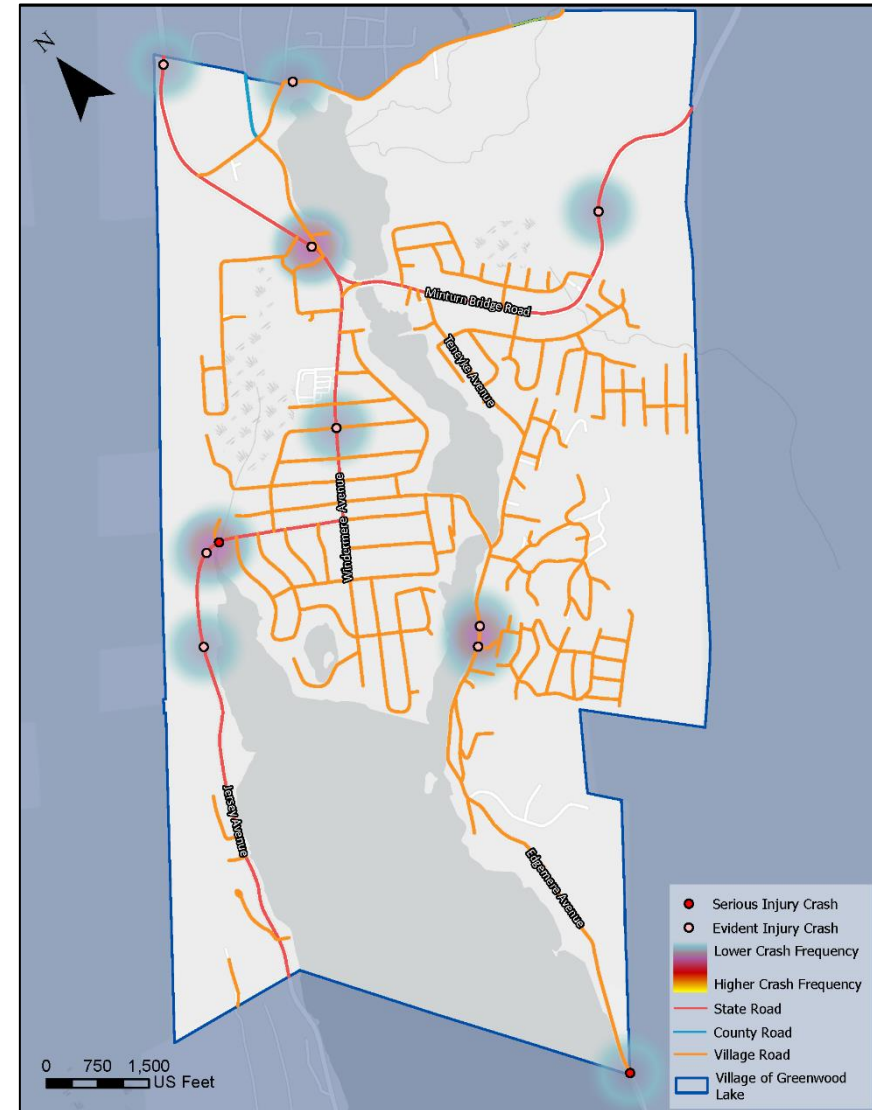 N
Minturn Bridge Road
Teneyke Avenue
Windermere Avenue
Jersey Avenue
Edgemere Avenue
Serious Injury Crash
Evident Injury Crash
Lower Crash Frequency
Higher Crash Frequency
State Road
County Road
Village Road
Village of Greenwood
Lake
0 750 1,500
US Feet